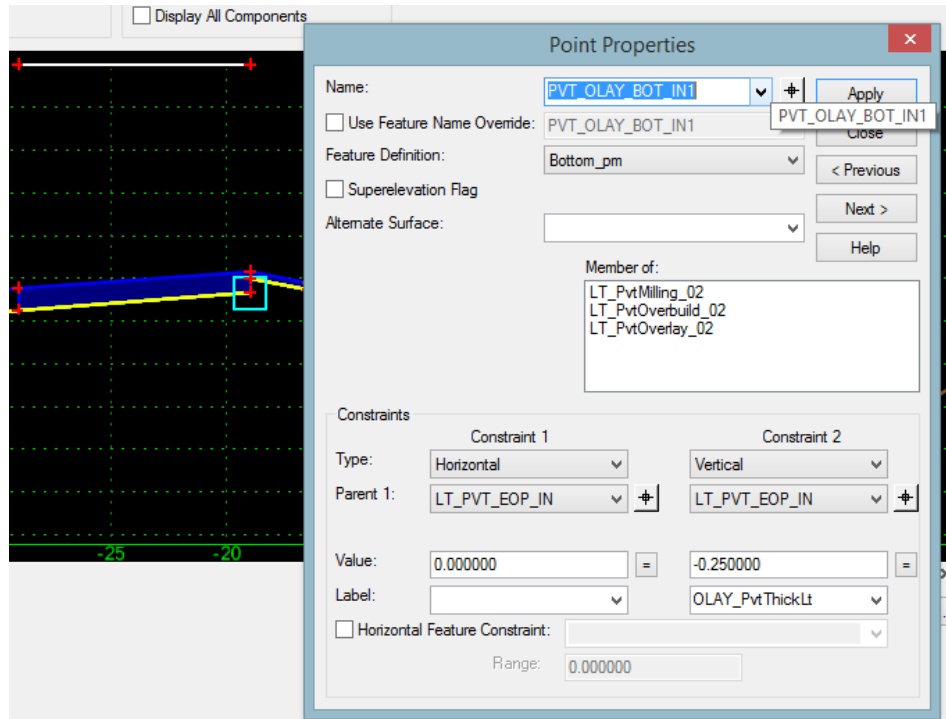 Display All Components
Point Properties
Name:
PVT_OLAY_BOT_IN1
Apply
PVT_OLAY_BOT_IN1
Use Feature Name Override:
PVT_OLAY_BOT_IN1
Close
Feature Definition:
Bottom_pm
< Previous
Superelevation Flag
Next >
Alternate Surface:
Help
Member of:
LT_PvtMilling_02
LT_PvtOverbuild_02
LT_PvtOverlay_02
Constraints
Constraint 1
Constraint 2
Type:
Horizontal
Vertical
Parent 1:
LT_PVT_EOP_IN
LT_PVT_EOP_IN
-25
-20
Value:
0.000000
=
-0.250000
=
Label:
OLAY_PvtThickLt
Horizontal Feature Constraint:
Range:
0.000000